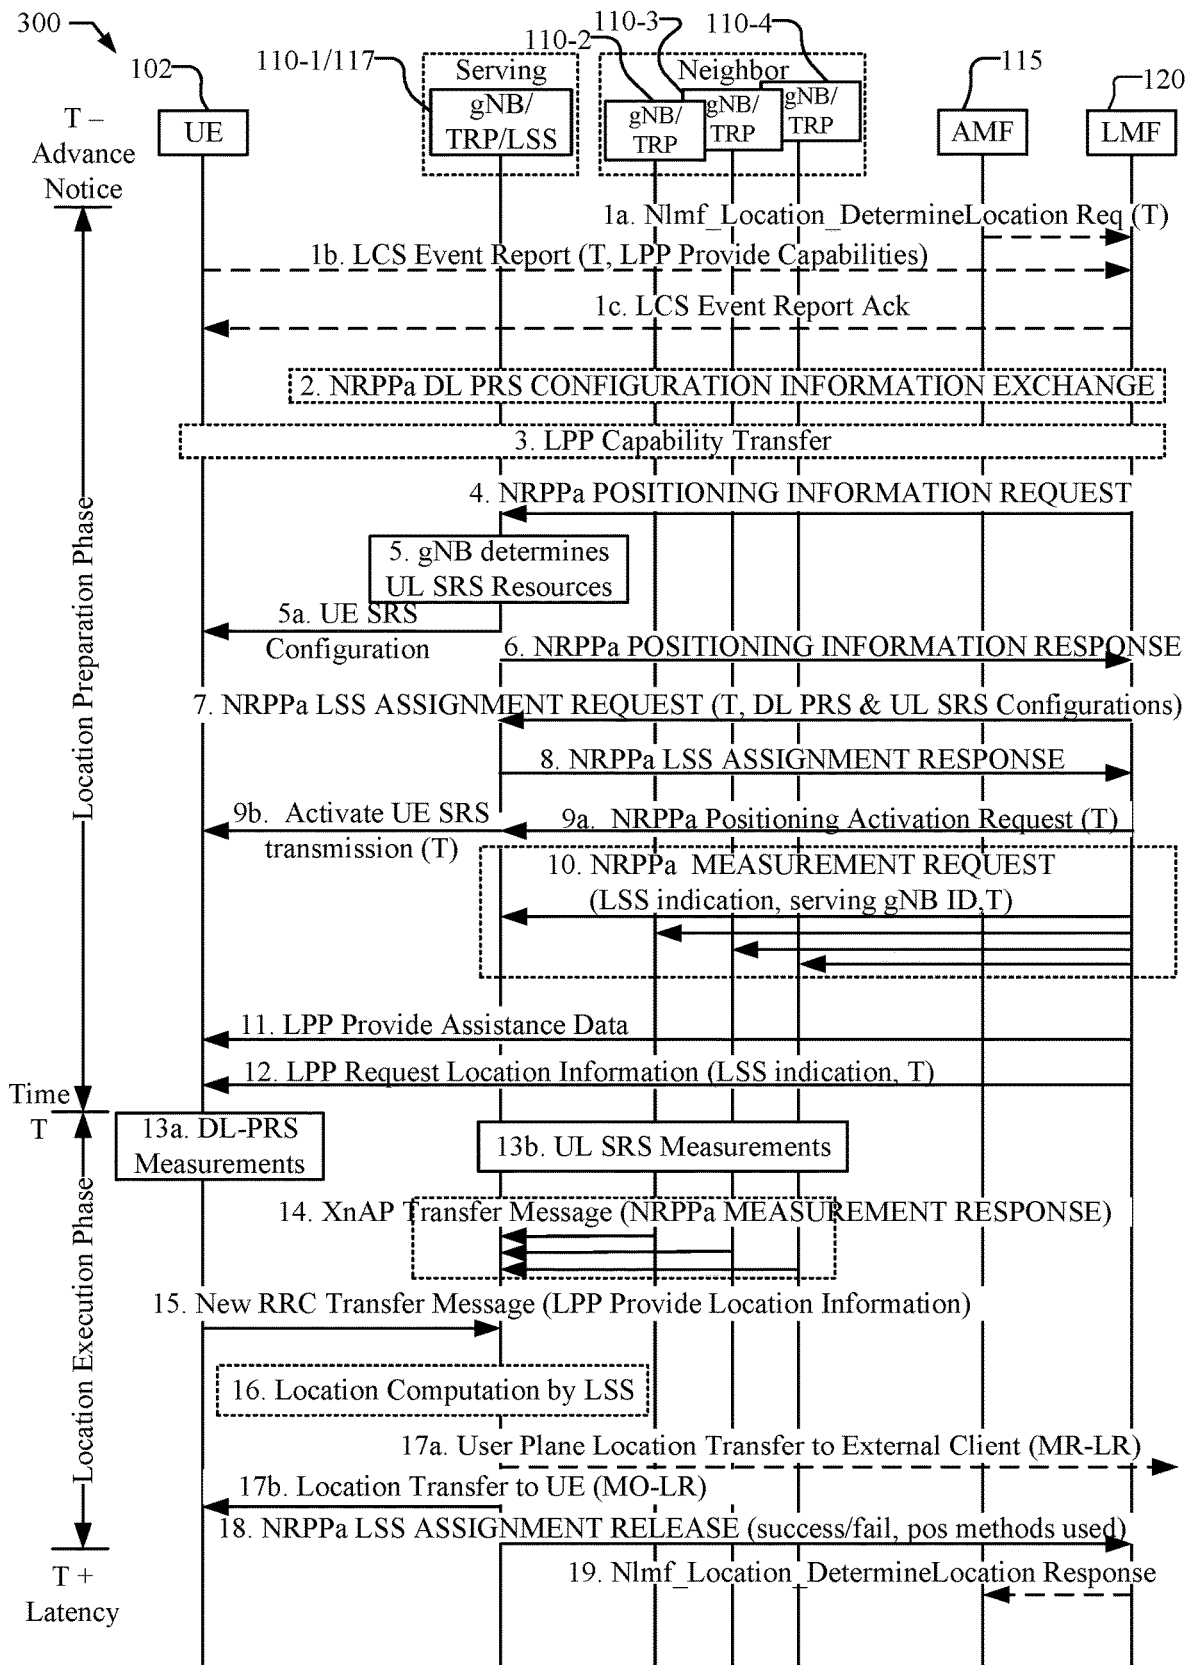 300
102
110-1/117
110-2
110-3
110-4
115
120
Serving
Neighbor
UE
gNB/
TRP/LSS
gNB/
TRP
gNB/
TRP
gNB/
TRP
AMF
LMF
T –
Advance
Notice
1a. Nlmf_Location_DetermineLocation Req (T)
1b. LCS Event Report (T, LPP Provide Capabilities)
1c. LCS Event Report Ack
2. NRPPa DL PRS CONFIGURATION INFORMATION EXCHANGE
3. LPP Capability Transfer
4. NRPPa POSITIONING INFORMATION REQUEST
5. gNB determines
UL SRS Resources
5a. UE SRS
Configuration
6. NRPPa POSITIONING INFORMATION RESPONSE
7. NRPPa LSS ASSIGNMENT REQUEST (T, DL PRS & UL SRS Configurations)
8. NRPPa LSS ASSIGNMENT RESPONSE
9b. Activate UE SRS
transmission (T)
9a. NRPPa Positioning Activation Request (T)
10. NRPPa MEASUREMENT REQUEST
(LSS indication, serving gNB ID,T)
11. LPP Provide Assistance Data
12. LPP Request Location Information (LSS indication, T)
Location Preparation Phase
Time
T
13a. DL-PRS
Measurements
13b. UL SRS Measurements
14. XnAP Transfer Message (NRPPa MEASUREMENT RESPONSE)
15. New RRC Transfer Message (LPP Provide Location Information)
16. Location Computation by LSS
17a. User Plane Location Transfer to External Client (MR-LR)
17b. Location Transfer to UE (MO-LR)
18. NRPPa LSS ASSIGNMENT RELEASE (success/fail, pos methods used)
19. Nlmf_Location_DetermineLocation Response
Location Execution Phase
T +
Latency